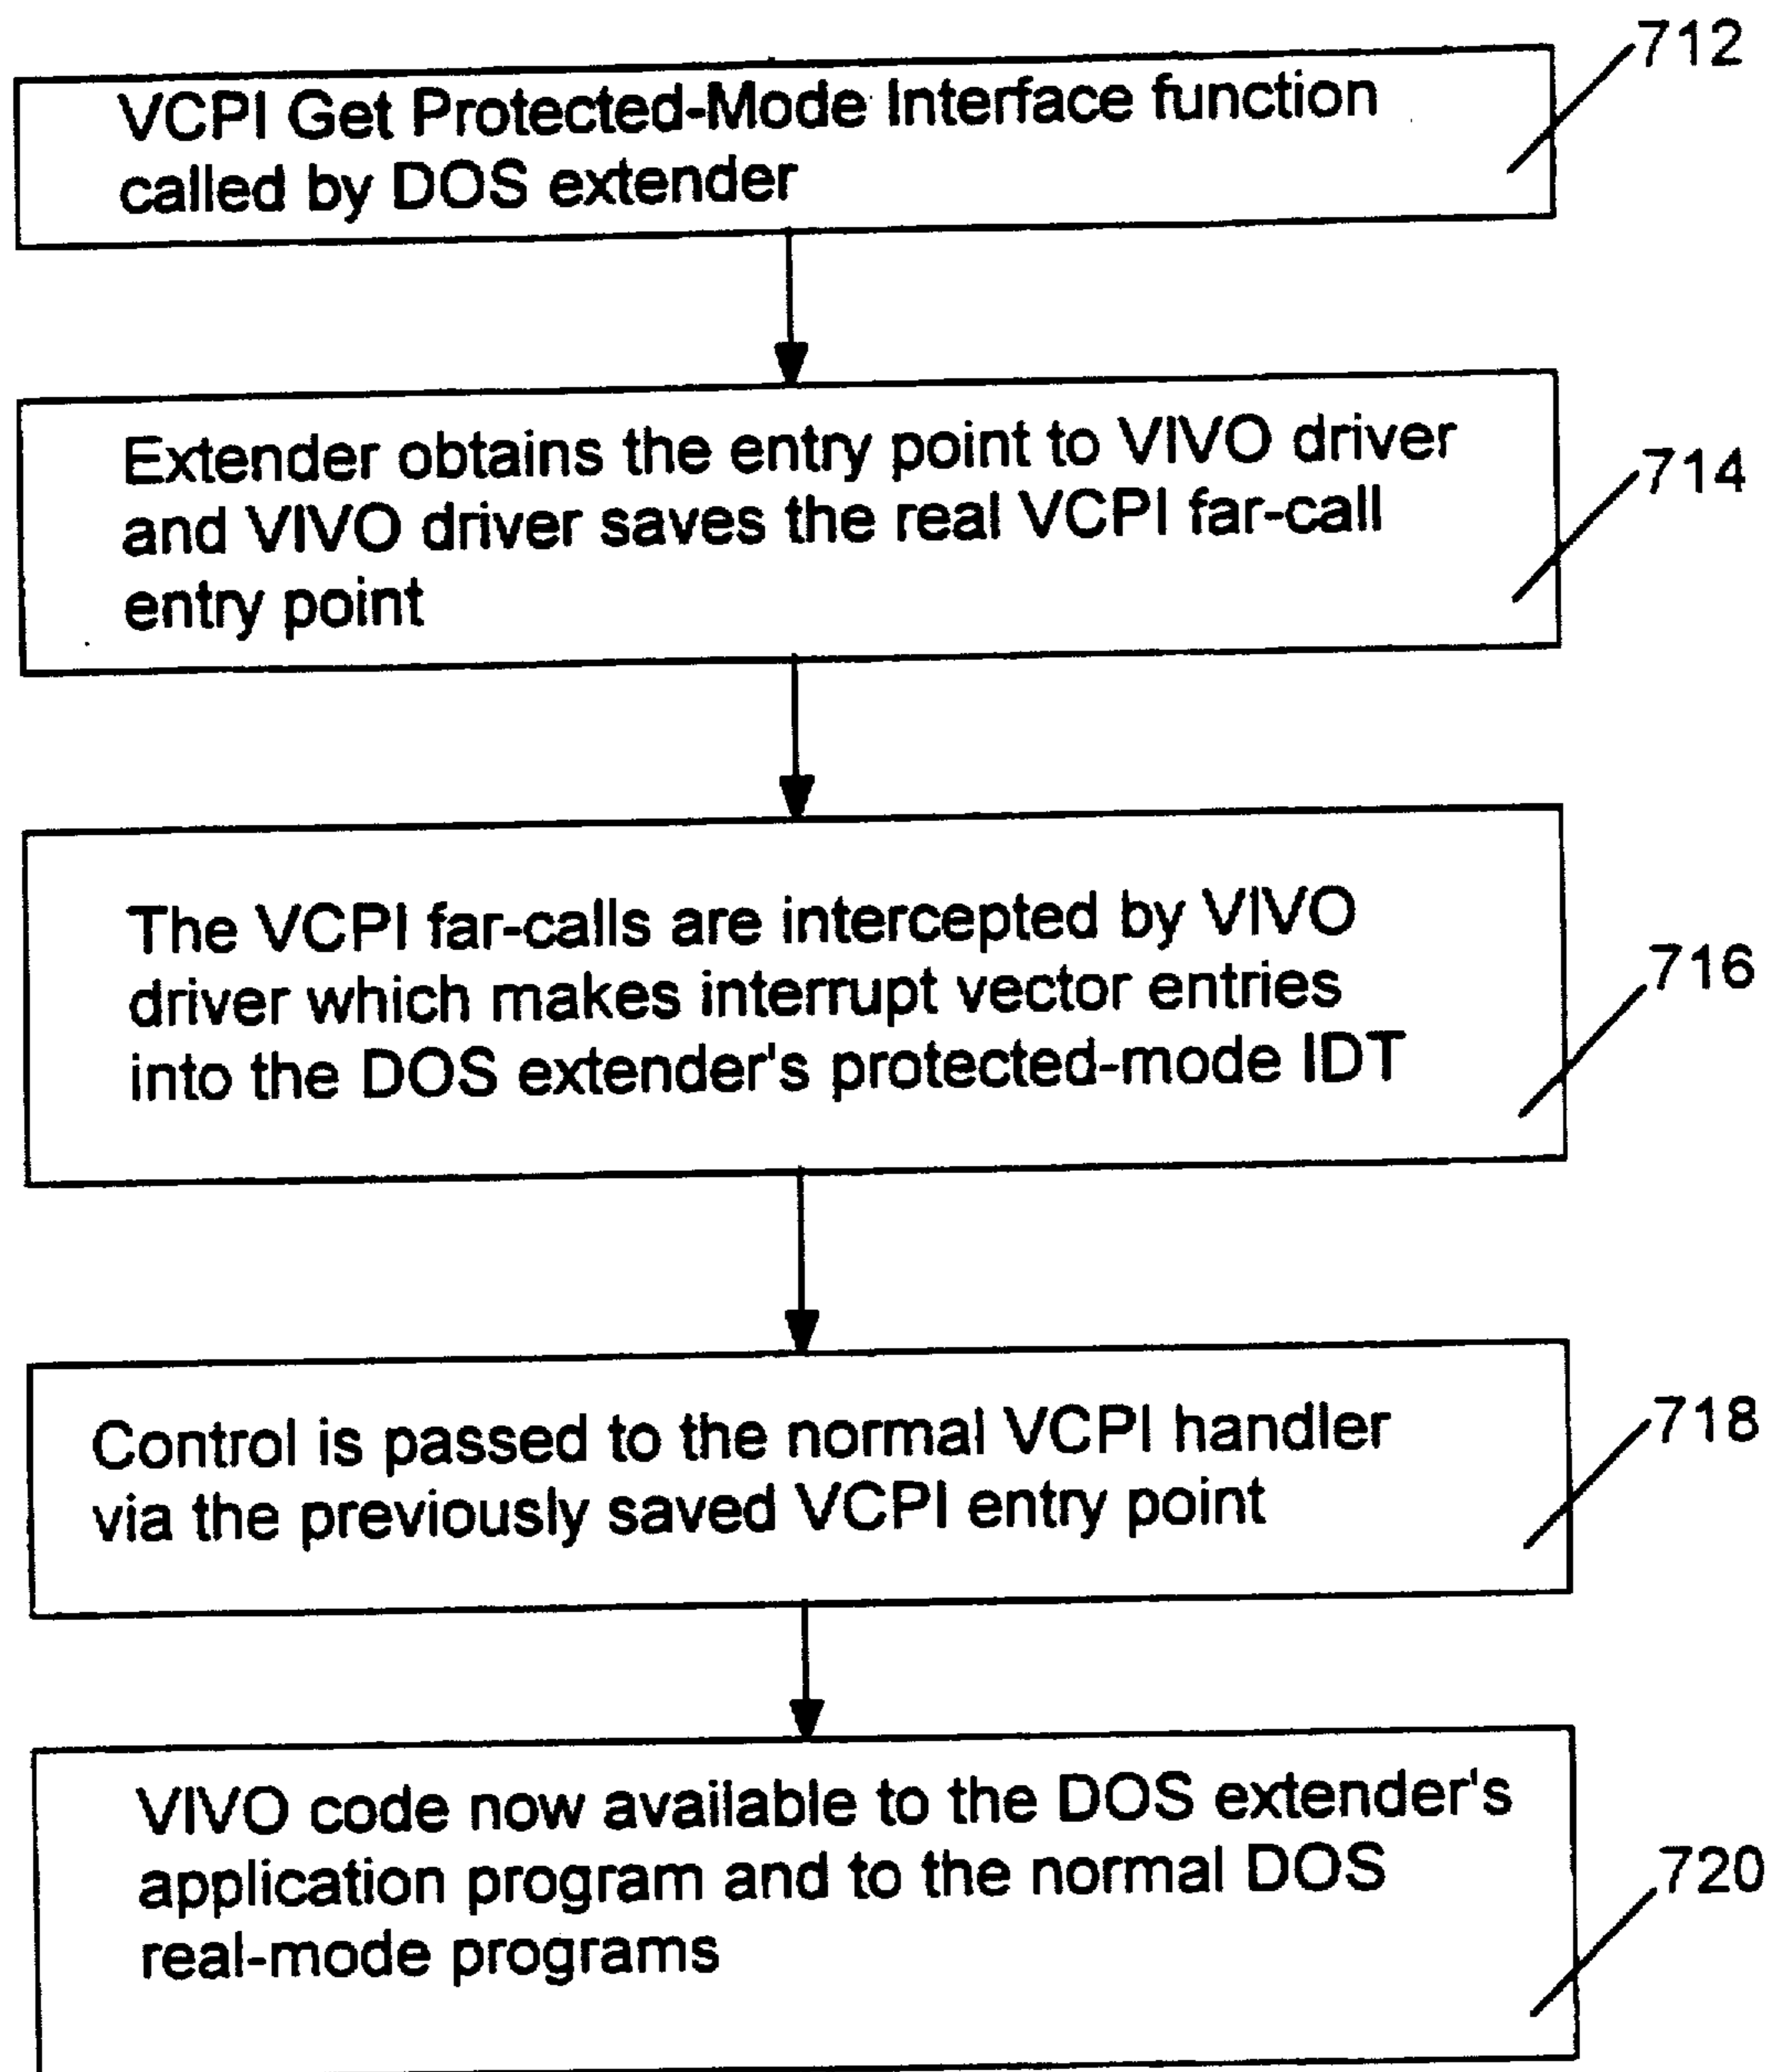 712
VCPI Get Protected-Mode Interface function
called by DOS extender
Extender obtains the entry point to VIVO driver
and VIVO driver saves the real VCPI far-call
entry point
714
The VCPI far-calls are intercepted by VIVO
driver which makes interrupt vector entries
into the DOS extender's protected-mode IDT
716
Control is passed to the normal VCPI handler
via the previously saved VCPI entry point
718
VIVO code now available to the DOS extender's
application program and to the normal DOS
real-mode programs
720